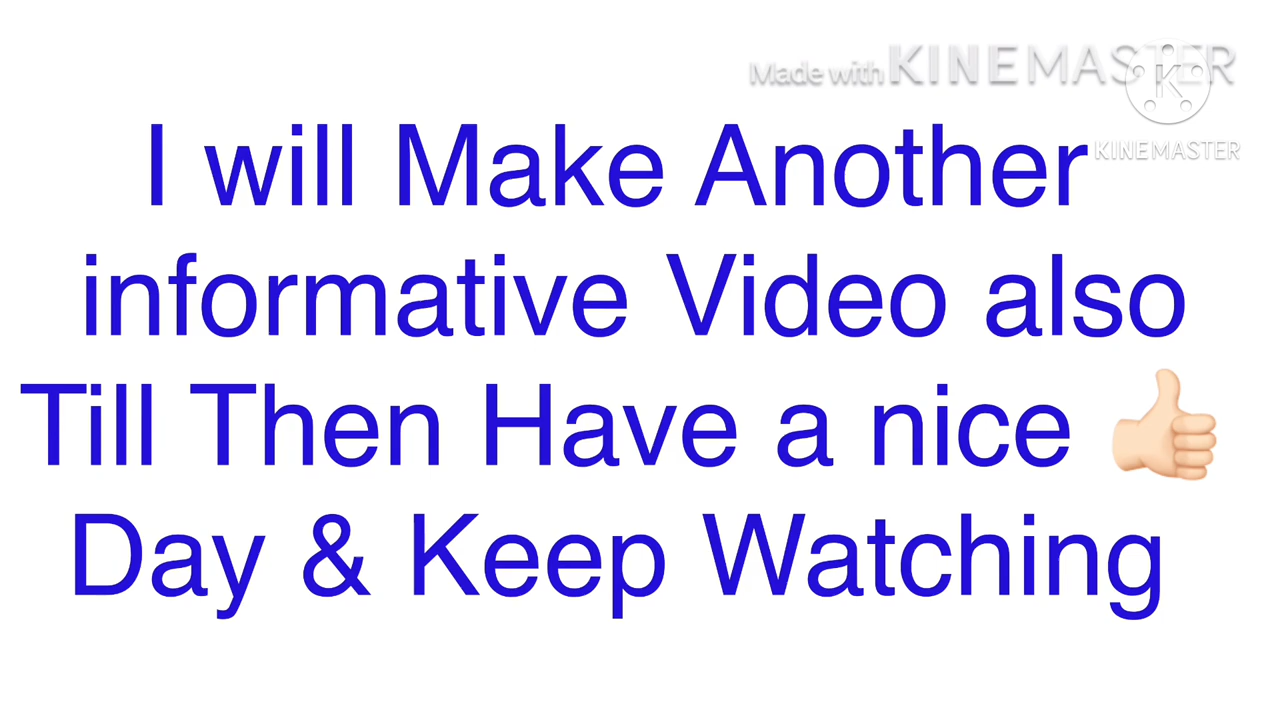 Made with KINEMASTER
K
KINEMASTER
I will Make Another
informative Video also
Till Then Have a nice 👍🏻
Day & Keep Watching